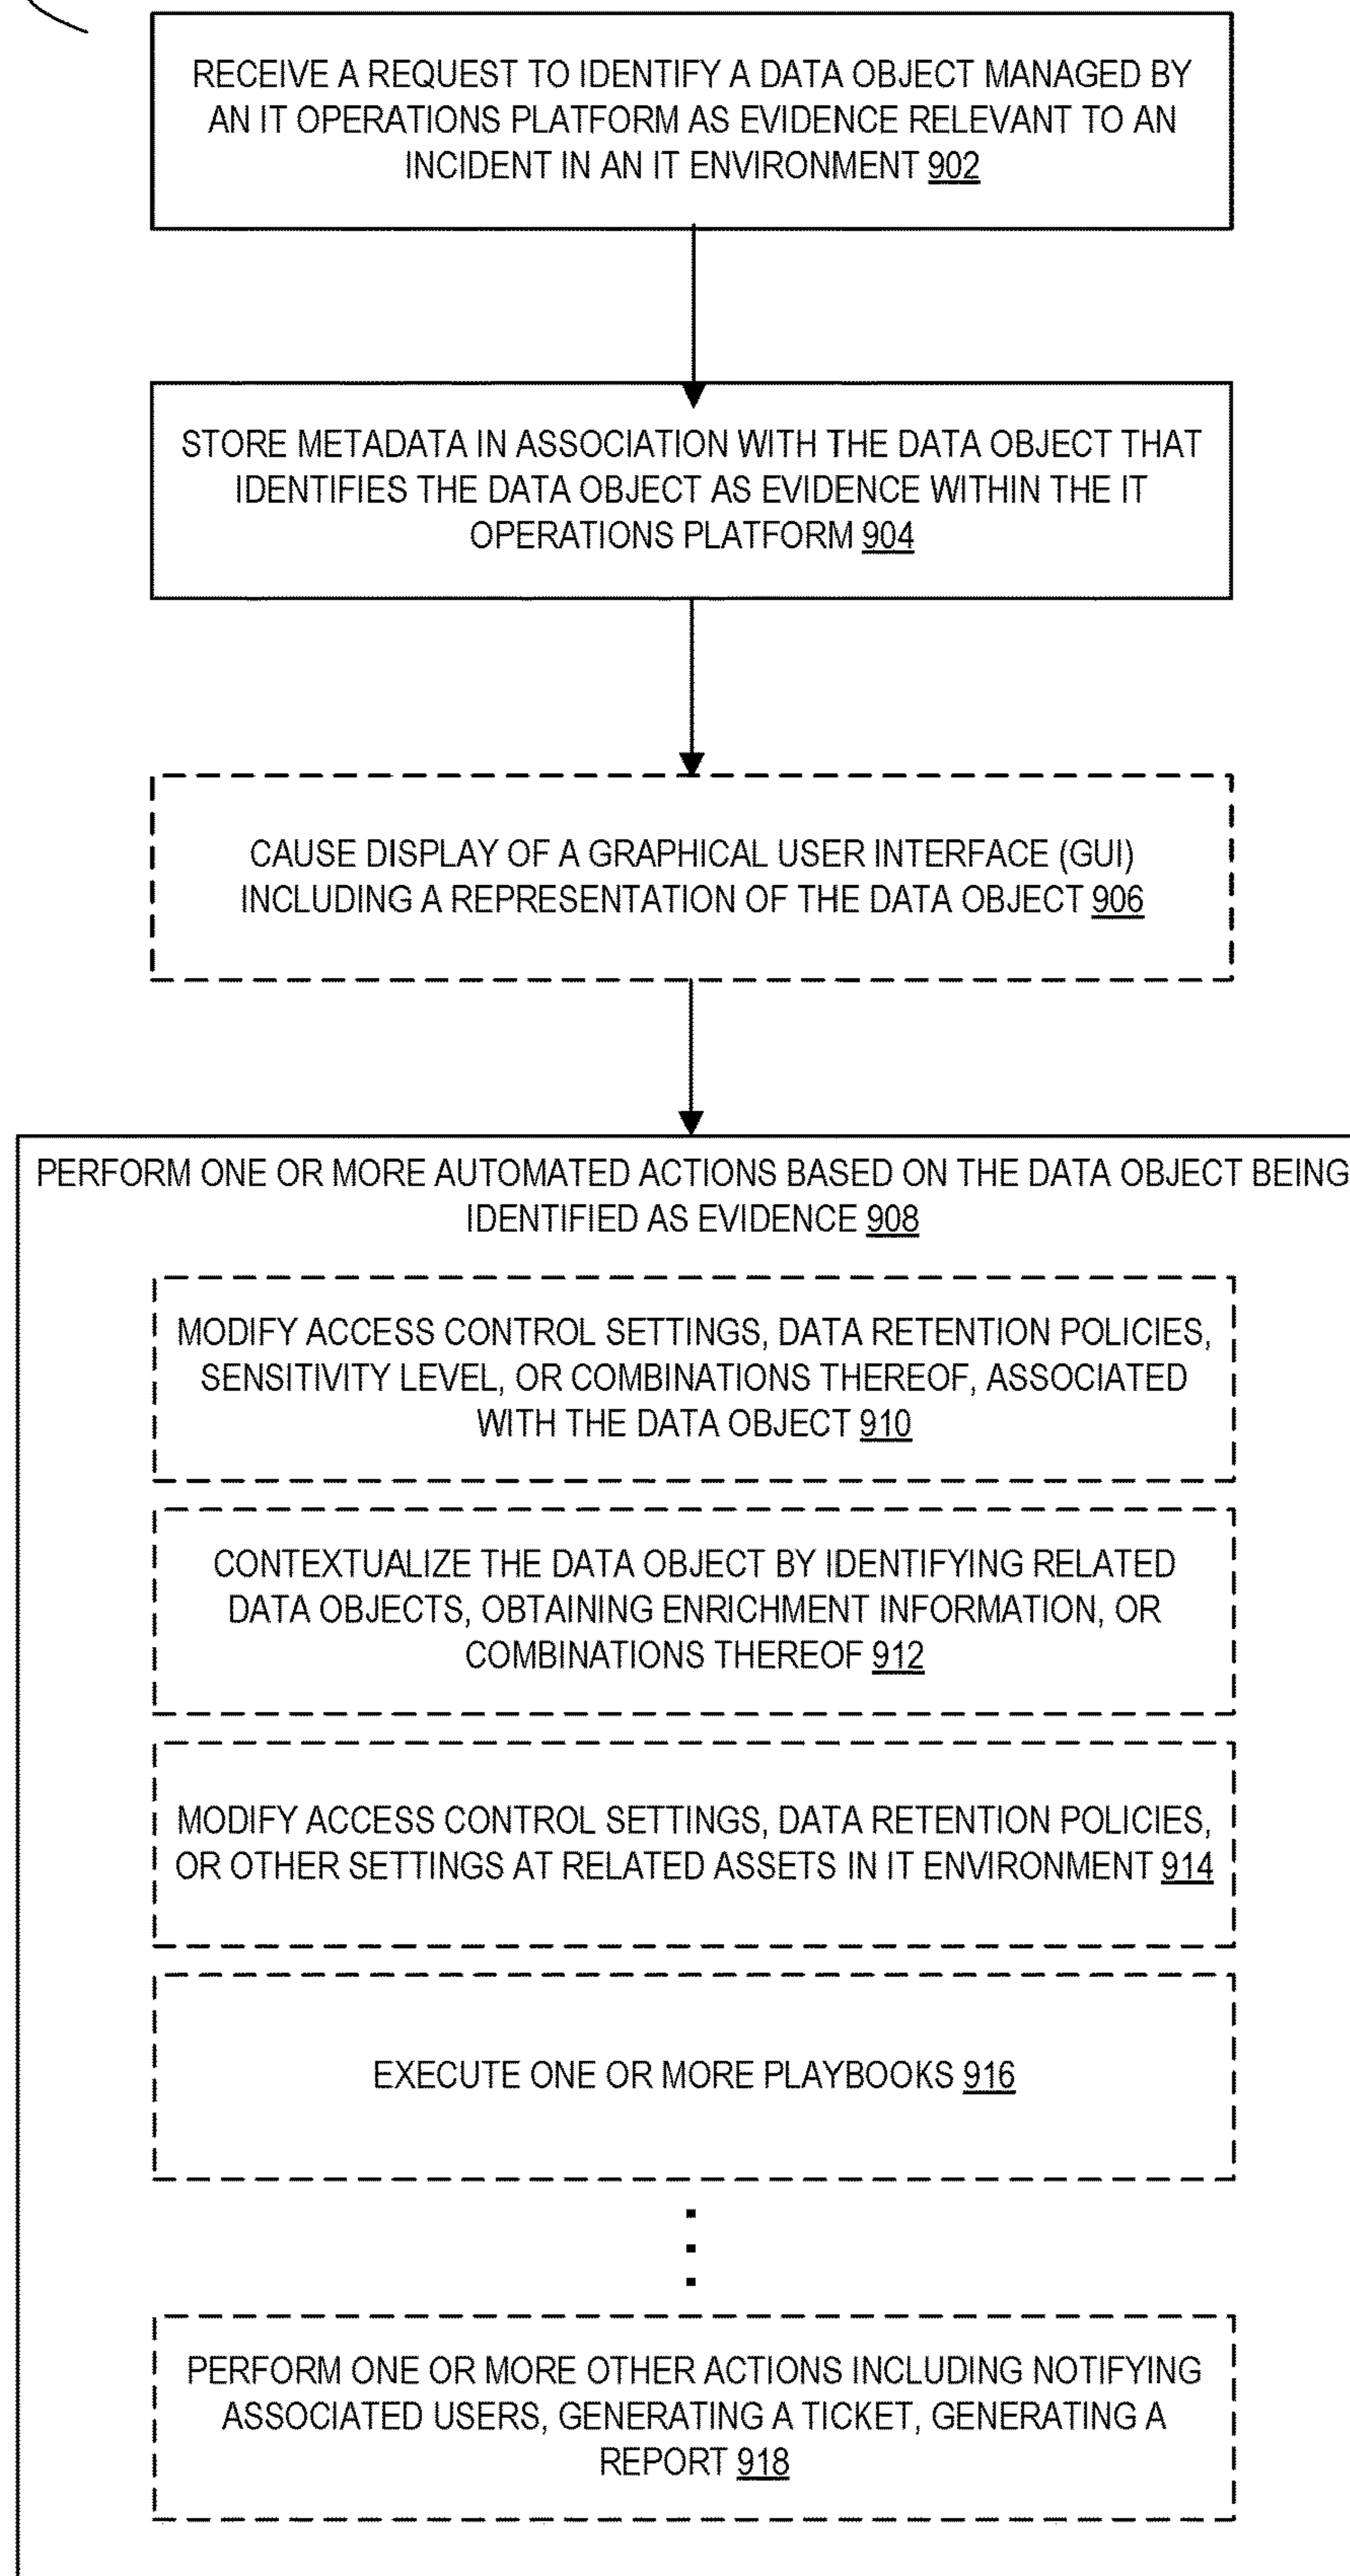 RECEIVE A REQUEST TO IDENTIFY A DATA OBJECT MANAGED BY
AN IT OPERATIONS PLATFORM AS EVIDENCE RELEVANT TO AN
INCIDENT IN AN IT ENVIRONMENT 902
STORE METADATA IN ASSOCIATION WITH THE DATA OBJECT THAT
IDENTIFIES THE DATA OBJECT AS EVIDENCE WITHIN THE IT
OPERATIONS PLATFORM 904
CAUSE DISPLAY OF A GRAPHICAL USER INTERFACE (GUI)
INCLUDING A REPRESENTATION OF THE DATA OBJECT 906
PERFORM ONE OR MORE AUTOMATED ACTIONS BASED ON THE DATA OBJECT BEING
IDENTIFIED AS EVIDENCE 908
MODIFY ACCESS CONTROL SETTINGS, DATA RETENTION POLICIES,
SENSITIVITY LEVEL, OR COMBINATIONS THEREOF, ASSOCIATED
WITH THE DATA OBJECT 910
CONTEXTUALIZE THE DATA OBJECT BY IDENTIFYING RELATED
DATA OBJECTS, OBTAINING ENRICHMENT INFORMATION, OR
COMBINATIONS THEREOF 912
MODIFY ACCESS CONTROL SETTINGS, DATA RETENTION POLICIES,
OR OTHER SETTINGS AT RELATED ASSETS IN IT ENVIRONMENT 914
EXECUTE ONE OR MORE PLAYBOOKS 916
PERFORM ONE OR MORE OTHER ACTIONS INCLUDING NOTIFYING
ASSOCIATED USERS, GENERATING A TICKET, GENERATING A
REPORT 918